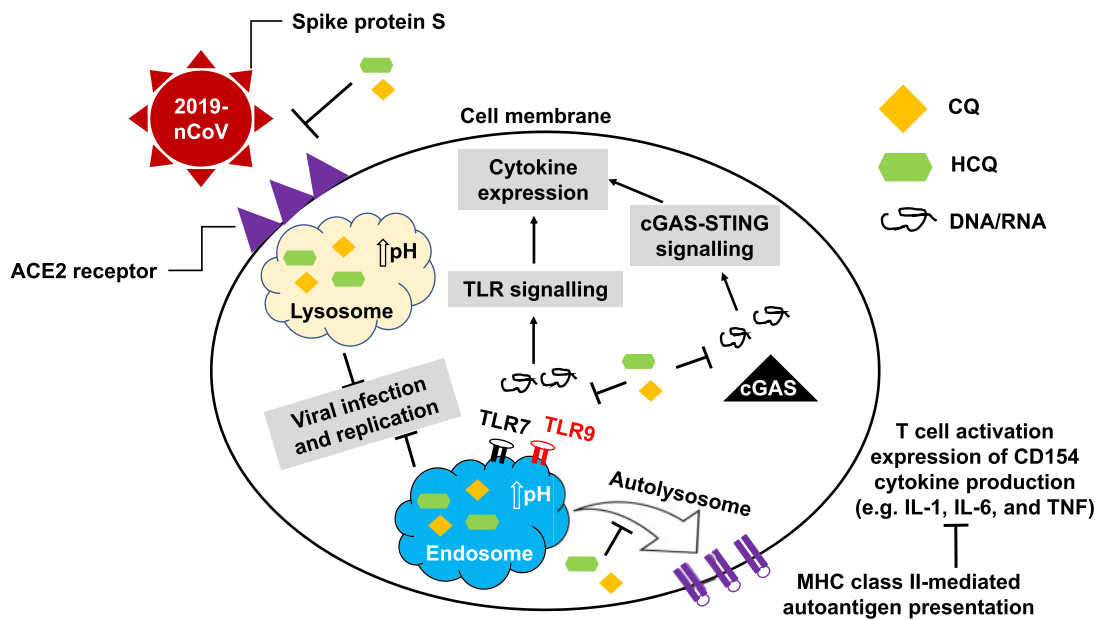 Spike protein S
2019-
nCoV
Cell membrane
CQ
HCQ
DNA/RNA
Cytokine
expression
cGAS-STING
signalling
ACE2 receptor
pH
Lysosome
TLR signalling
cGAS
Viral infection
and replication
TLR7
TLR9
pH
Endosome
Autolysosome
T cell activation
expression of CD154
cytokine production
(e.g. IL-1, IL-6, and TNF)
MHC class II-mediated
autoantigen presentation